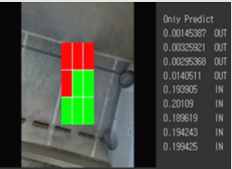 Only Predict
0.00145387 OUT
0.00325921 OUT
0.00295368 OUT
0.0140511 OUT
0.193905 IN
0.20109 IN
0.189619 IN
0.194243 IN
0.199425 IN